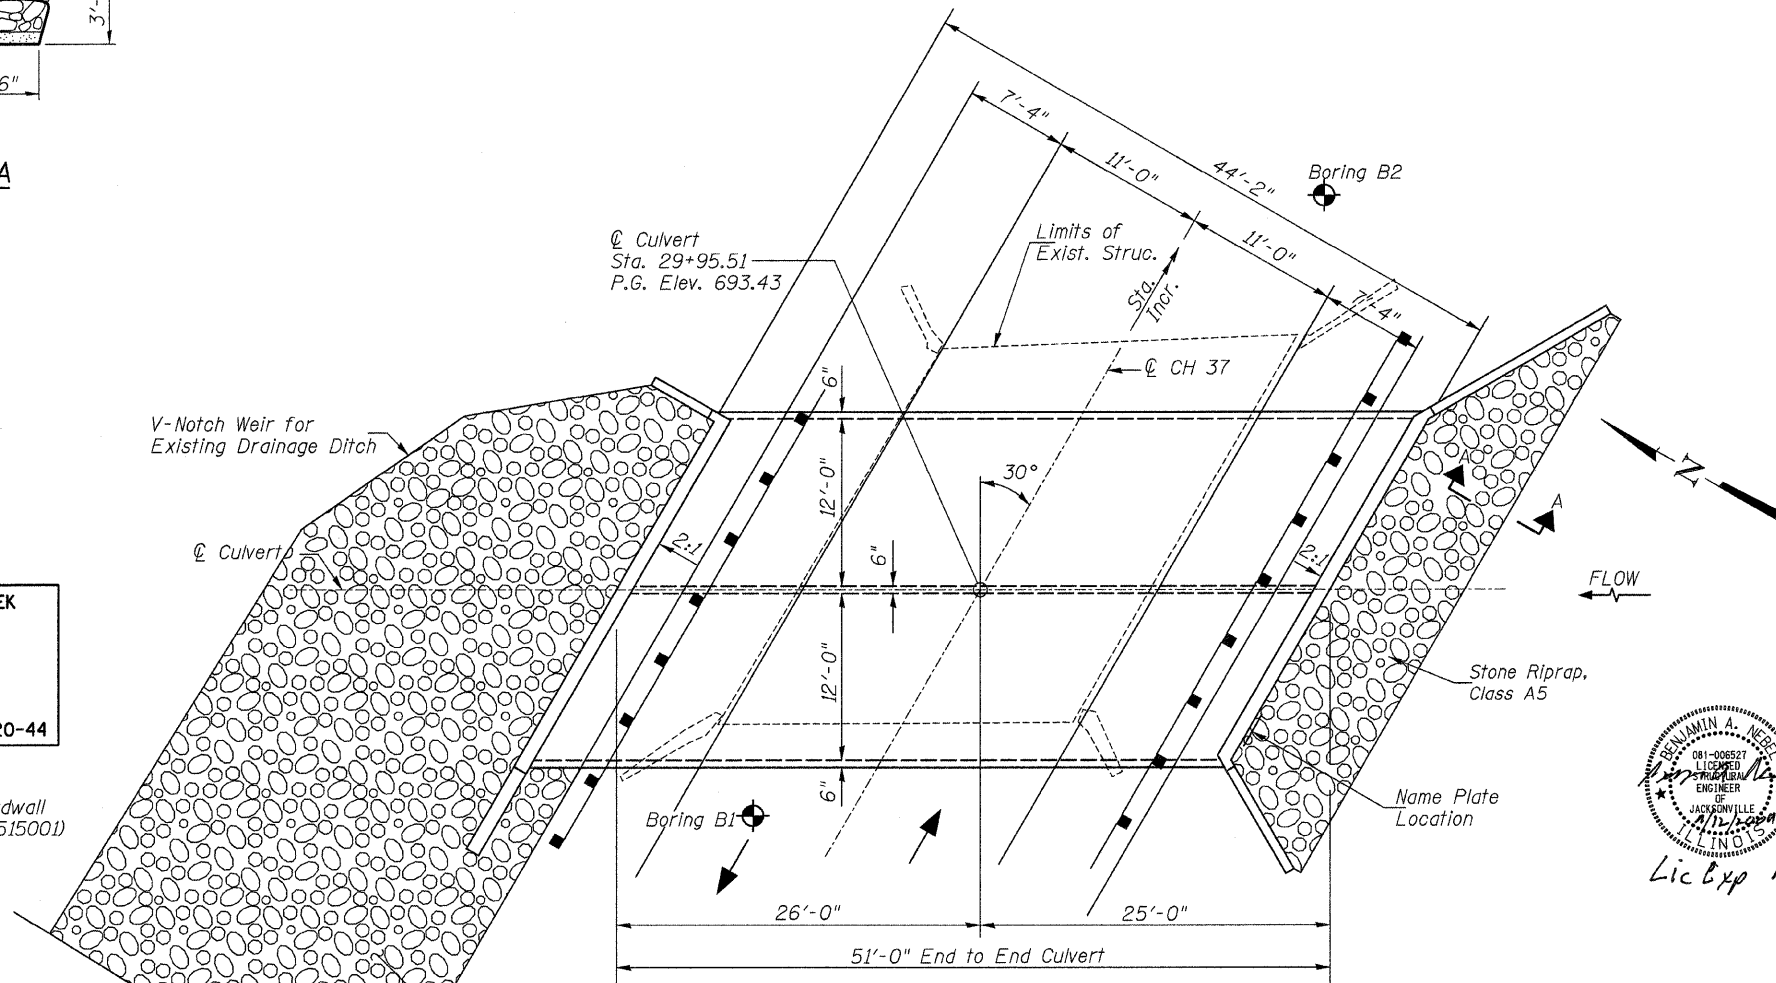 3'-
6"
A
7'-4"
11'-0"
44'-2"
11'-0"
7'-4"
Boring B2
℄ Culvert
Sta. 29+95.51
P.G. Elev. 693.43
Limits of
Exist. Struc.
Sta.
Incr.
℄ CH 37
6"
V-Notch Weir for
Existing Drainage Ditch
30°
12'-0"
N
A
A
℄ Culvert
2:1
6"
2:1
FLOW
EK
20-44
12'-0"
Stone Riprap,
Class A5
6"
Name Plate
Location
dwall
515001)
Boring B1
BENJAMIN A. NEBEL
081-006527
LICENSED
STRUCTURAL
ENGINEER
OF
JACKSONVILLE
ILLINOIS
Lic Exp
26'-0"
25'-0"
51'-0" End to End Culvert